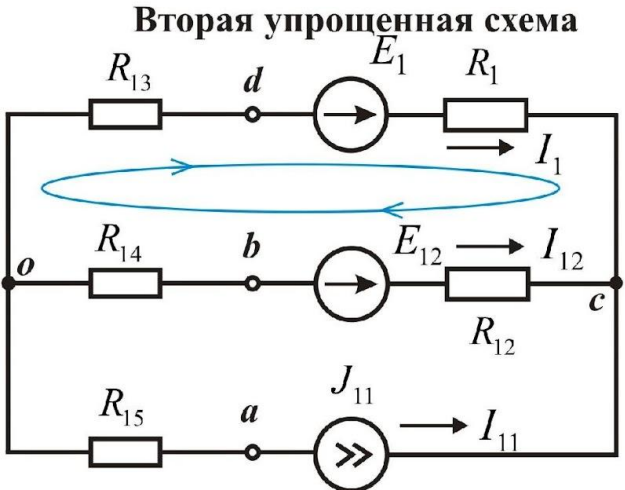 Вторая упрощенная схема
R₁₃ d E₁ R₁
I₁
R₁₄ b E₁₂ I₁₂
o c
R₁₂
J₁₁
R₁₅ a I₁₁